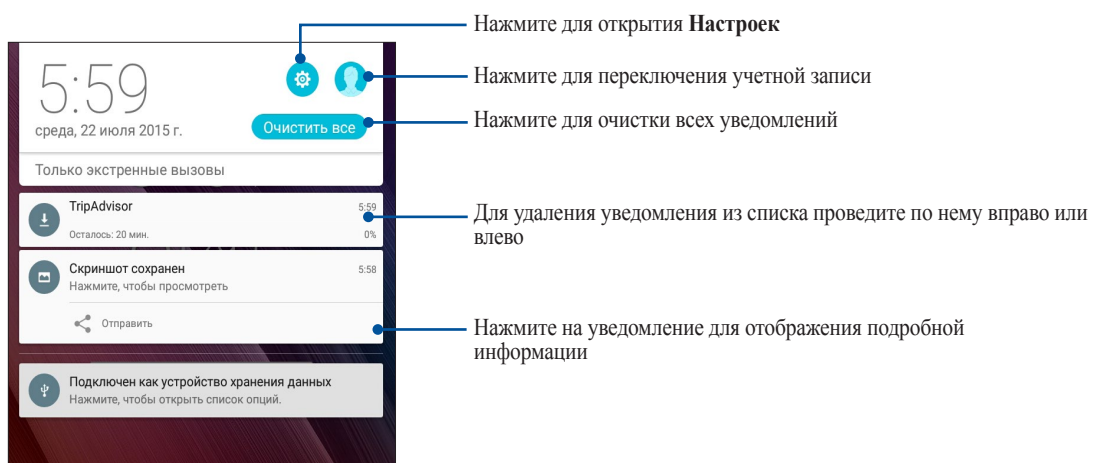 Нажмите для открытия Настроек
5:59
Нажмите для переключения учетной записи
среда, 22 июля 2015 г.
Очистить все
Нажмите для очистки всех уведомлений
Только экстренные вызовы
TripAdvisor
5:59
Осталось: 20 мин.
0%
Для удаления уведомления из списка проведите по нему вправо или
влево
Скриншот сохранен
5:58
Нажмите, чтобы просмотреть
Отправить
Нажмите на уведомление для отображения подробной
информации
Подключен как устройство хранения данных
Нажмите, чтобы открыть список опций.